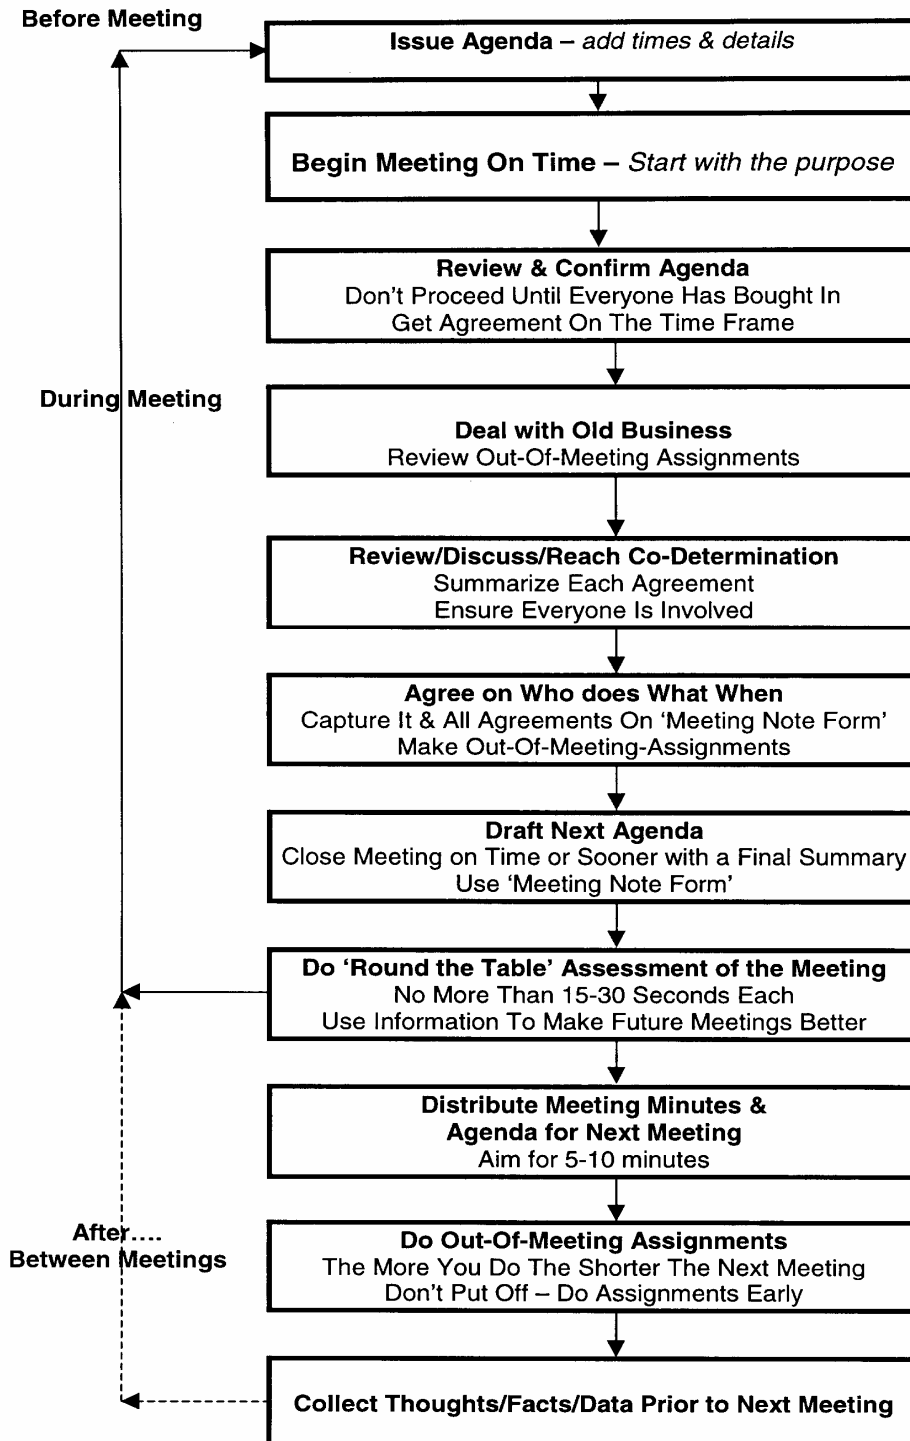 Before Meeting
Issue Agenda – add times & details
Begin Meeting On Time – Start with the purpose
Review & Confirm Agenda
Don't Proceed Until Everyone Has Bought In
Get Agreement On The Time Frame
During Meeting
Deal with Old Business
Review Out-Of-Meeting Assignments
Review/Discuss/Reach Co-Determination
Summarize Each Agreement
Ensure Everyone Is Involved
Agree on Who does What When
Capture It & All Agreements On ‘Meeting Note Form’
Make Out-Of-Meeting-Assignments
Draft Next Agenda
Close Meeting on Time or Sooner with a Final Summary
Use ‘Meeting Note Form’
Do ‘Round the Table’ Assessment of the Meeting
No More Than 15-30 Seconds Each
Use Information To Make Future Meetings Better
Distribute Meeting Minutes &
Agenda for Next Meeting
Aim for 5-10 minutes
After....
Between Meetings
Do Out-Of-Meeting Assignments
The More You Do The Shorter The Next Meeting
Don't Put Off – Do Assignments Early
Collect Thoughts/Facts/Data Prior to Next Meeting